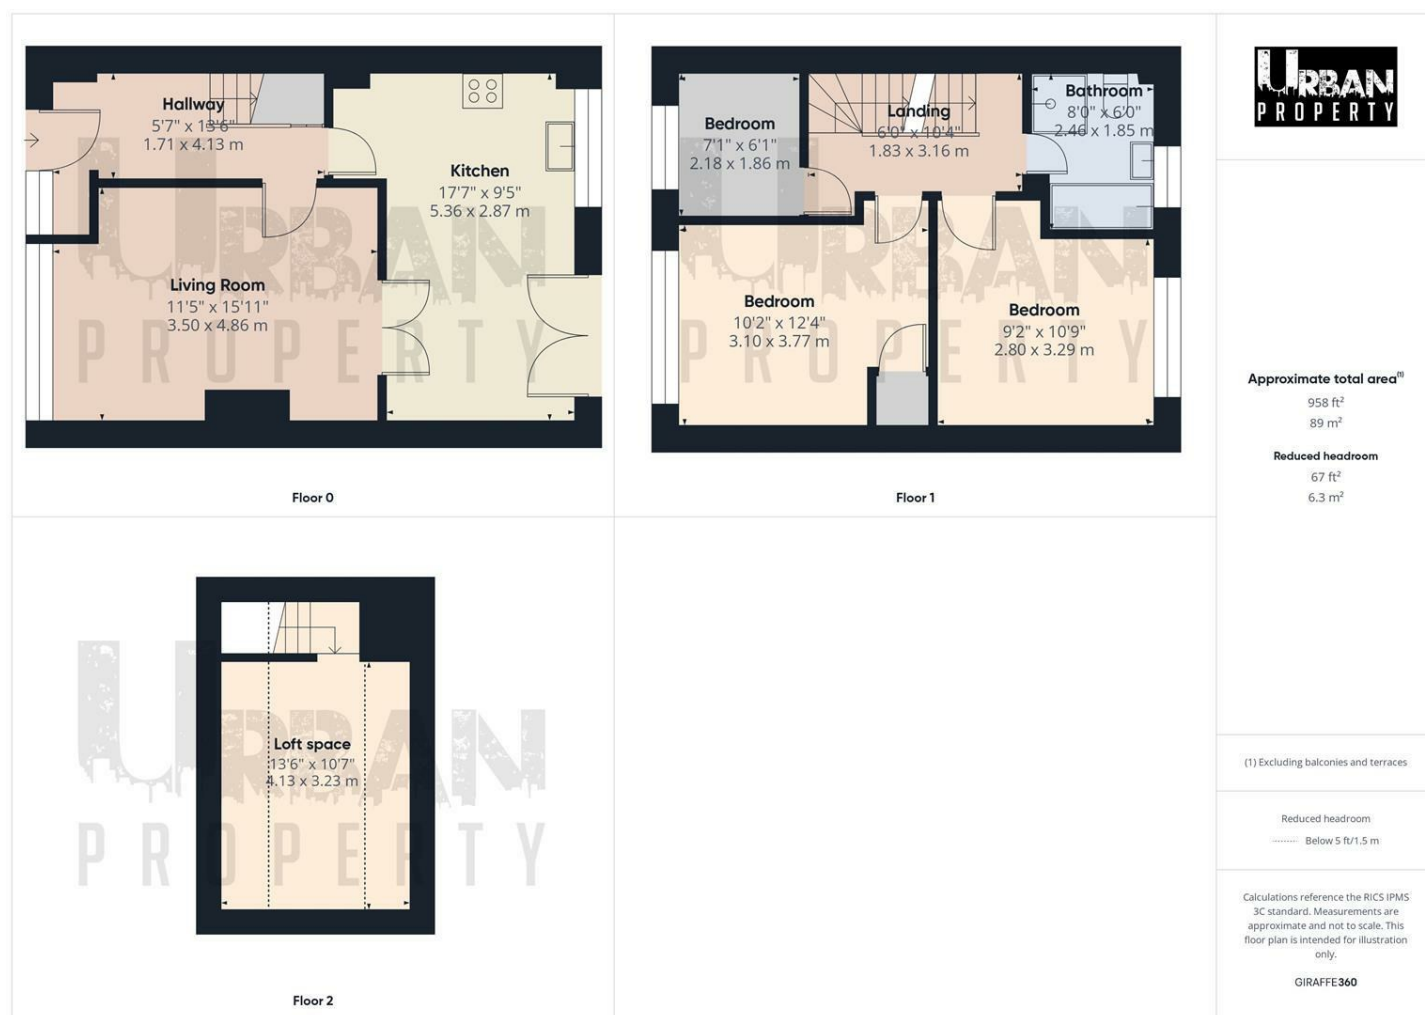 Hallway
5'7" x 13'6"
1.71 x 4.13 m
Kitchen
17'7" x 9'5"
5.36 x 2.87 m
Living Room
11'5" x 15'11"
3.50 x 4.86 m
URBAN
PROPERTY
Floor 0
Bedroom
7'1" x 6'1"
2.18 x 1.86 m
Landing
6'0" x 10'4"
1.83 x 3.16 m
Bathroom
8'0" x 6'0"
2.46 x 1.85 m
Bedroom
10'2" x 12'4"
3.10 x 3.77 m
Bedroom
9'2" x 10'9"
2.80 x 3.29 m
URBAN
PROPERTY
Floor 1
Loft space
13'6" x 10'7"
4.13 x 3.23 m
URBAN
PROPERTY
Floor 2
URBAN
PROPERTY
Approximate total area(1)
958 ft²
89 m²
Reduced headroom
67 ft²
6.3 m²
(1) Excluding balconies and terraces
Reduced headroom
Below 5 ft/1.5 m
Calculations reference the RICS IPMS
3C standard. Measurements are
approximate and not to scale. This
floor plan is intended for illustration
only.
GIRAFFE360